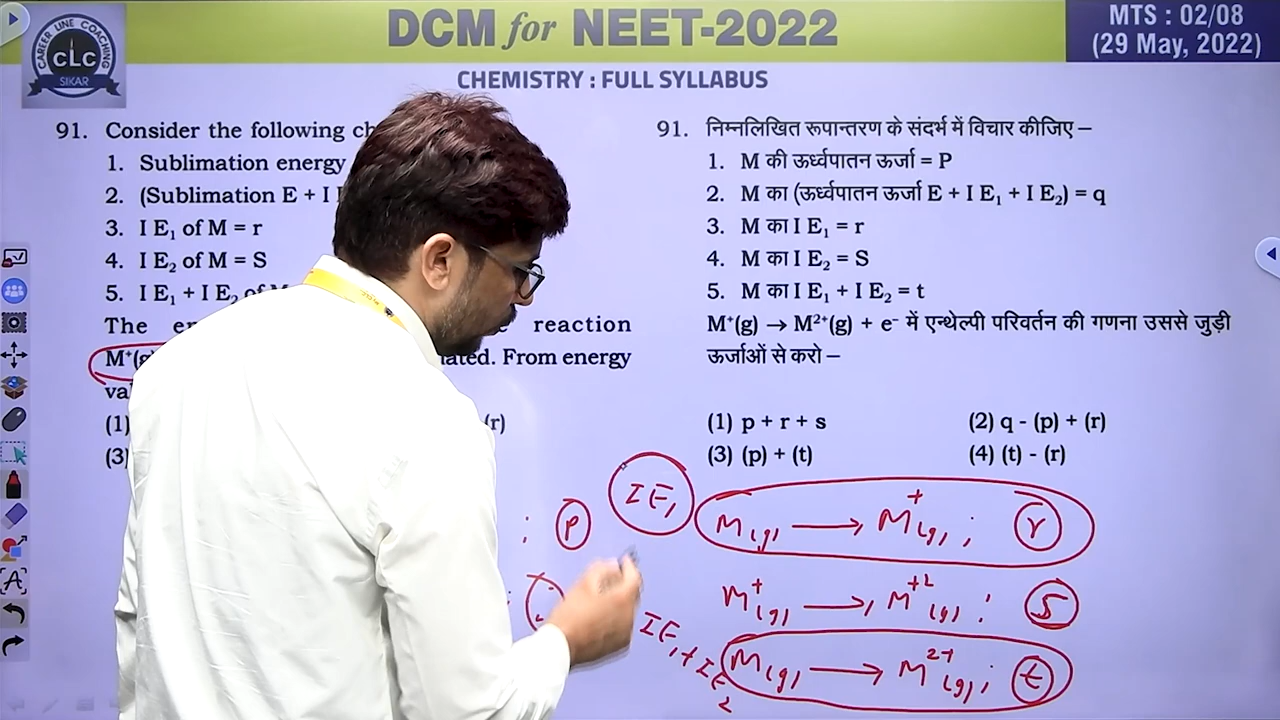 DCM for NEET-2022
MTS : 02/08
(29 May, 2022)
CAREER LINE COACHING
CLC
SIKAR
CHEMISTRY : FULL SYLLABUS
91. Consider the following
1. Sublimation energy
2. (Sublimation E + I
3. I E₁ of M = r
4. I E₂ of M = S
5. I E₁ + I E₂ of
The reaction
M⁺(g) From energy
(1) (r)
(3)
91. निम्नलिखित रूपान्तरण के संदर्भ में विचार कीजिए –
1. M की ऊर्ध्वपातन ऊर्जा = P
2. M का (ऊर्ध्वपातन ऊर्जा E + I E₁ + I E₂) = q
3. M का I E₁ = r
4. M का I E₂ = S
5. M का I E₁ + I E₂ = t
M⁺(g) → M²⁺(g) + e⁻ में एन्थेल्पी परिवर्तन की गणना उससे जुड़ी
ऊर्जाओं से करो –
(1) p + r + s (2) q - (p) + (r)
(3) (p) + (t) (4) (t) - (r)
; P
IE₁ M(g) → M⁺(g) ; r
M⁺(g) → M⁺²(g) : S
IE₁ + IE₂ M(g) → M²⁺(g) ; t